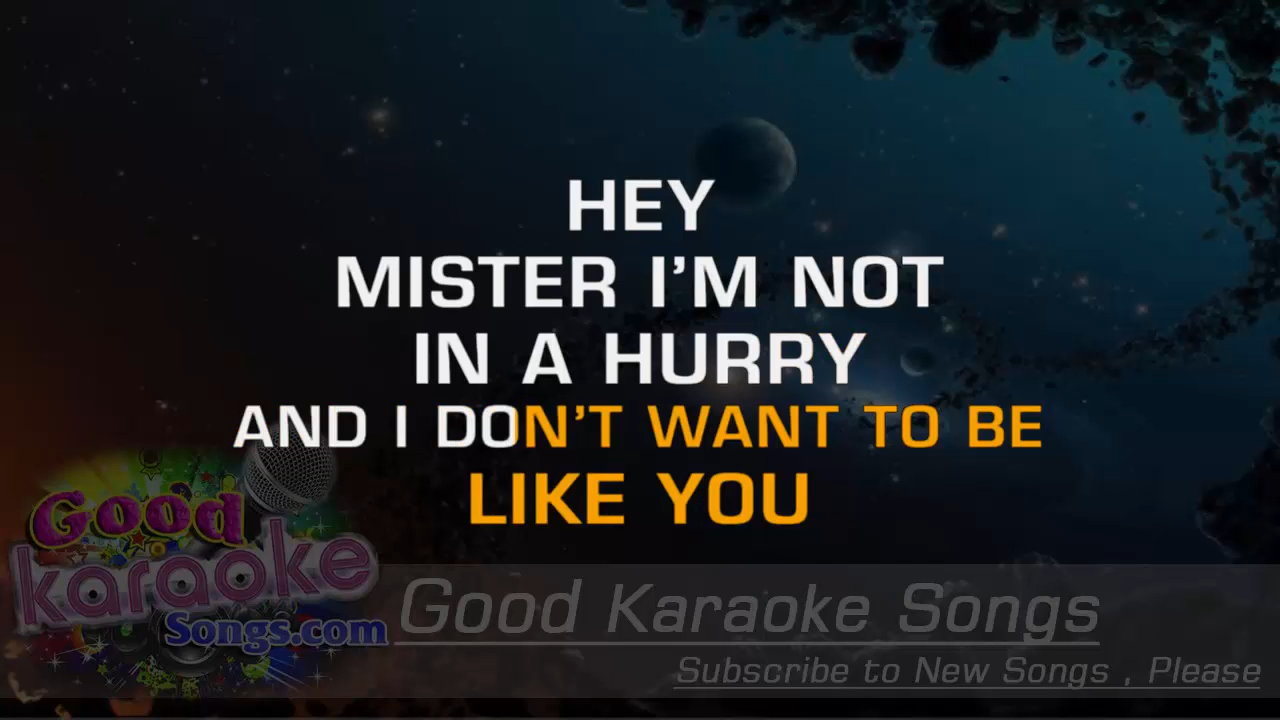 HEY
MISTER I'M NOT
IN A HURRY
AND I DON'T WANT TO BE
LIKE YOU
Good
karaoke
Songs.com
Good Karaoke Songs
Subscribe to New Songs , Please